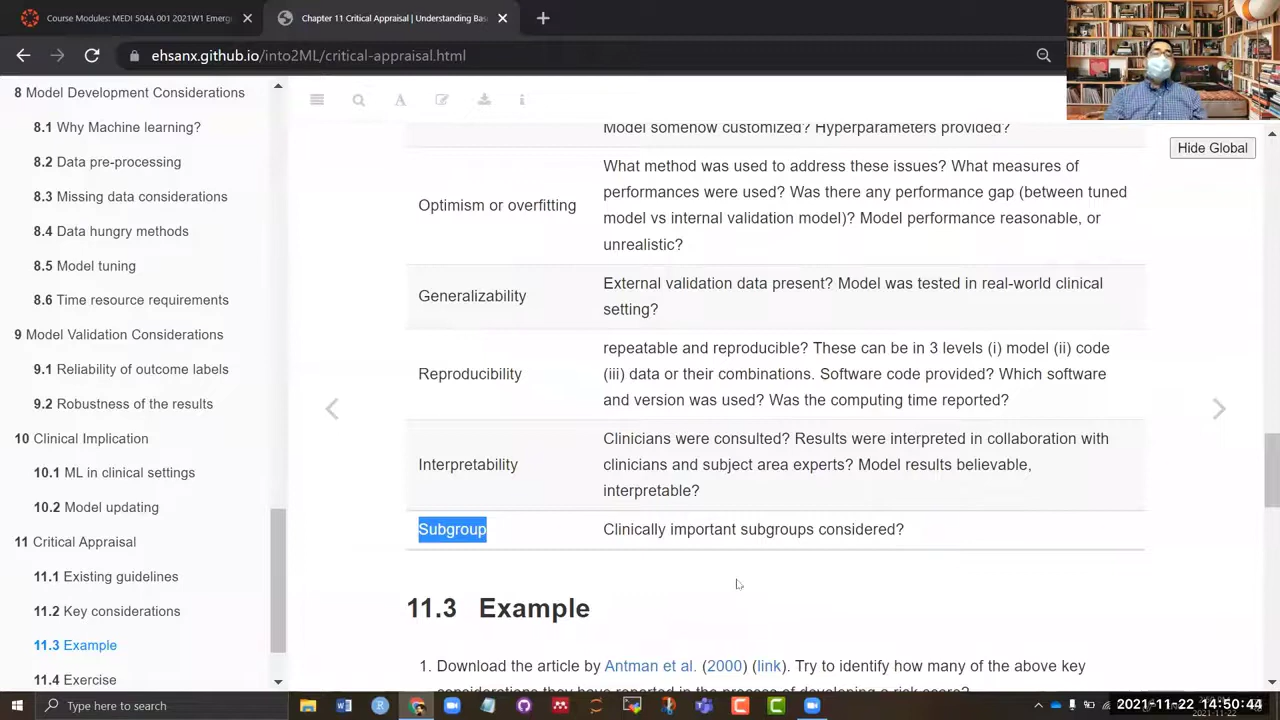 Course Modules: MEDI 504A 001 2021W1 Emerg
Chapter 11 Critical Appraisal | Understanding Bas
ehsanx.github.io/into2ML/critical-appraisal.html
Hide Global
8 Model Development Considerations
8.1 Why Machine learning?
8.2 Data pre-processing
8.3 Missing data considerations
8.4 Data hungry methods
8.5 Model tuning
8.6 Time resource requirements
9 Model Validation Considerations
9.1 Reliability of outcome labels
9.2 Robustness of the results
10 Clinical Implication
10.1 ML in clinical settings
10.2 Model updating
11 Critical Appraisal
11.1 Existing guidelines
11.2 Key considerations
11.3 Example
11.4 Exercise
Model somehow customized? Hyperparameters provided?
Optimism or overfitting
What method was used to address these issues? What measures of
performances were used? Was there any performance gap (between tuned
model vs internal validation model)? Model performance reasonable, or
unrealistic?
Generalizability
External validation data present? Model was tested in real-world clinical
setting?
Reproducibility
repeatable and reproducible? These can be in 3 levels (i) model (ii) code
(iii) data or their combinations. Software code provided? Which software
and version was used? Was the computing time reported?
Interpretability
Clinicians were consulted? Results were interpreted in collaboration with
clinicians and subject area experts? Model results believable,
interpretable?
Subgroup
Clinically important subgroups considered?
11.3 Example
1. Download the article by Antman et al. (2000) (link). Try to identify how many of the above key
Type here to search
2021-11-22 14:50:44
2021-11-22